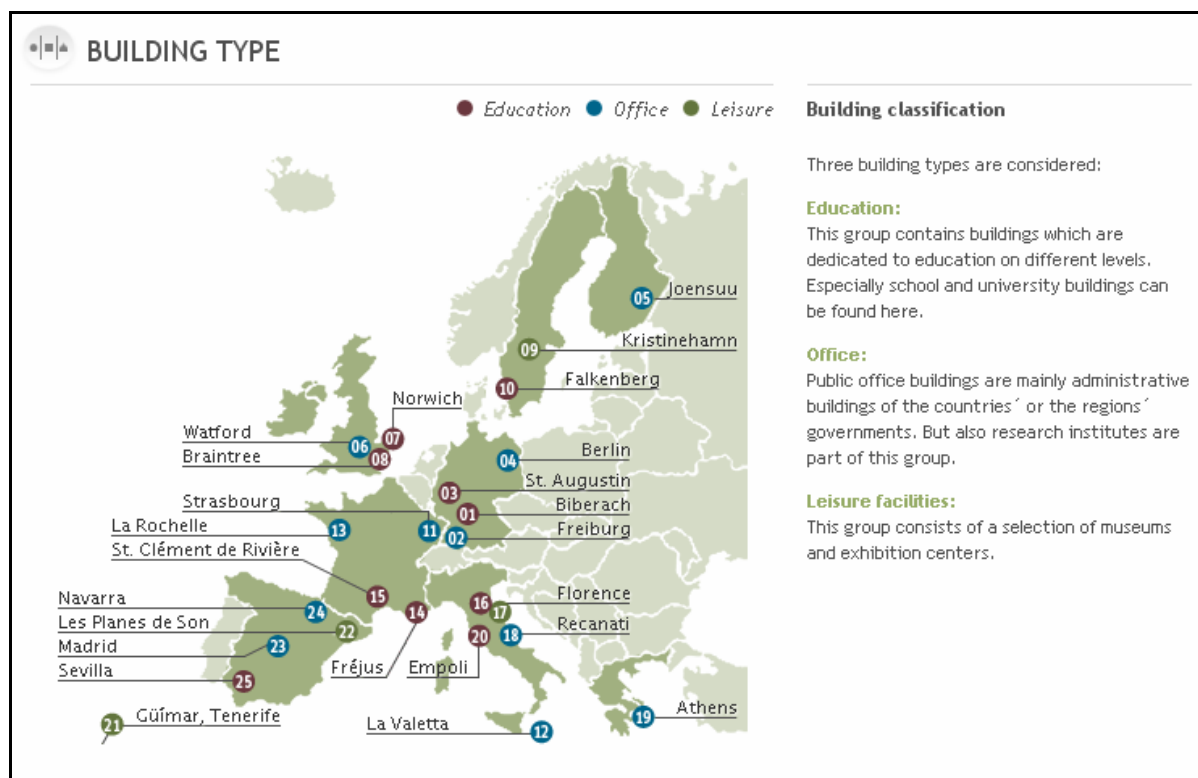 BUILDING TYPE
Education Office Leisure
Joensuu
05
Kristinehamn
09
Falkenberg
10
Norwich
07
Watford
06
Braintree
08
Berlin
04
St. Augustin
03
Strasbourg
11
Biberach
01
La Rochelle
13
Freiburg
02
St. Clément de Rivière
15
14
Fréjus
Florence
16
17
Navarra
24
Les Planes de Son
22
Recanati
18
Madrid
23
20
Empoli
Sevilla
25
Güímar, Tenerife
21
La Valetta
12
Athens
19
Building classification
Three building types are considered:
Education:
This group contains buildings which are
dedicated to education on different levels.
Especially school and university buildings can
be found here.
Office:
Public office buildings are mainly administrative
buildings of the countries´ or the regions´
governments. But also research institutes are
part of this group.
Leisure facilities:
This group consists of a selection of museums
and exhibition centers.